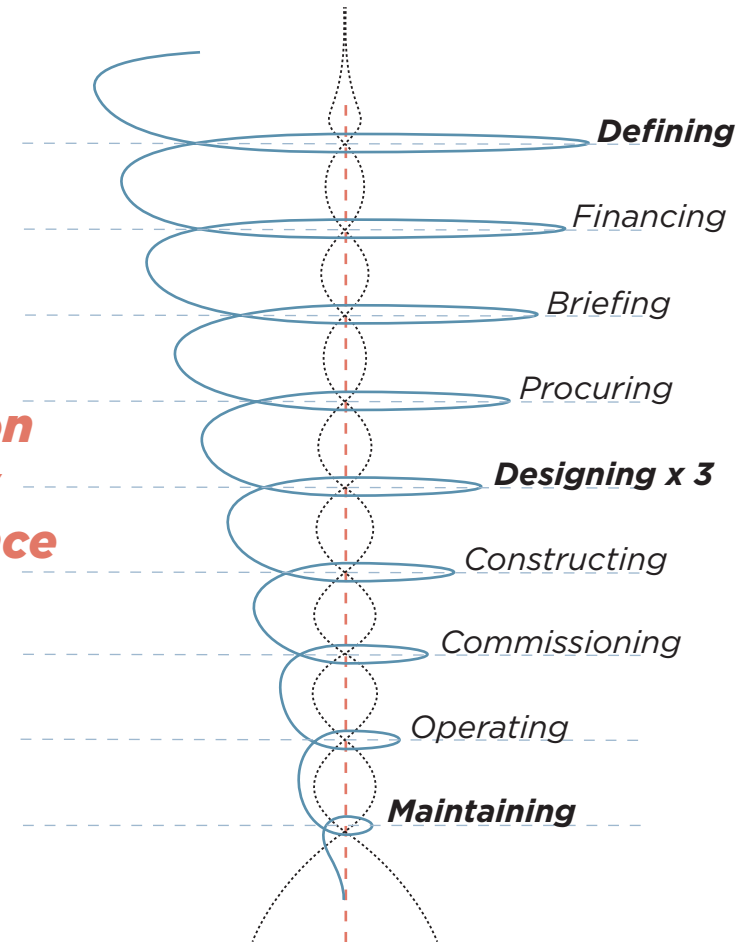 Defining
Financing
Briefing
Procuring
Designing x 3
Constructing
Commissioning
Operating
Maintaining